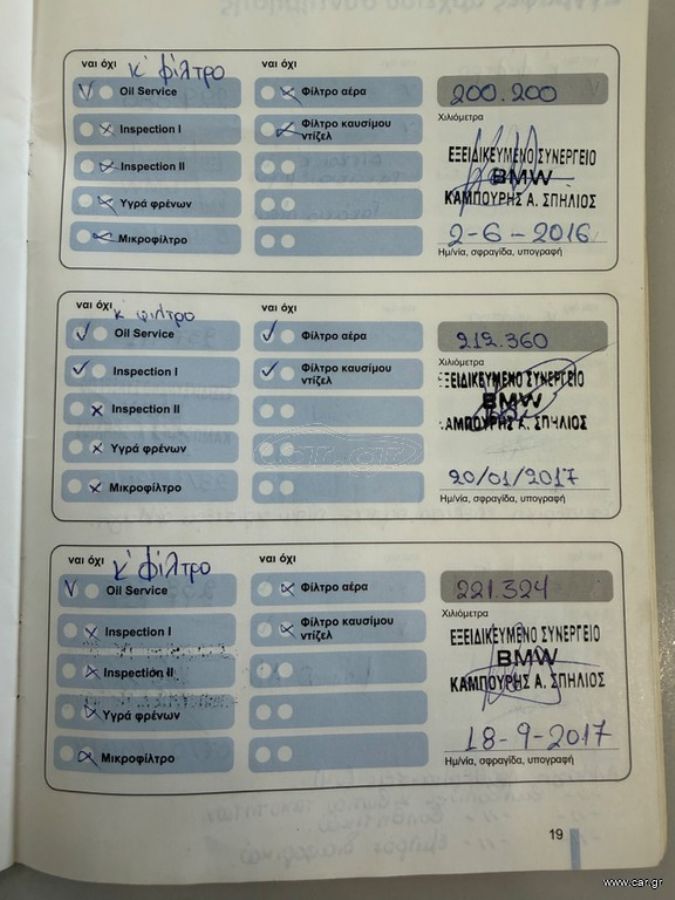 ναι όχι κ' φίλτρο ναι όχι
Oil Service Φίλτρο αέρα 200.200
Χιλιόμετρα
Inspection I Φίλτρο καυσίμου
ντίζελ
ΕΞΕΙΔΙΚΕΥΜΕΝΟ ΣΥΝΕΡΓΕΙΟ
Inspection II BMW
Υγρά φρένων ΚΑΜΠΟΥΡΗΣ Α. ΣΠΗΛΙΟΣ
Μικροφίλτρο 2-6-2016
Ημ/νία, σφραγίδα, υπογραφή
ναι όχι κ' φιλτρο ναι όχι
Oil Service Φίλτρο αέρα 212.360
Χιλιόμετρα
Inspection I Φίλτρο καυσίμου
ντίζελ
ΕΞΕΙΔΙΚΕΥΜΕΝΟ ΣΥΝΕΡΓΕΙΟ
Inspection II BMW
ΚΑΜΠΟΥΡΗΣ Α. ΣΠΗΛΙΟΣ
Υγρά φρένων
Μικροφίλτρο 20/01/2017
Ημ/νία, σφραγίδα, υπογραφή
car.gr
ναι όχι κ' φίλτρο ναι όχι
Oil Service Φίλτρο αέρα 221.324
Χιλιόμετρα
Inspection I Φίλτρο καυσίμου
ντίζελ
ΕΞΕΙΔΙΚΕΥΜΕΝΟ ΣΥΝΕΡΓΕΙΟ
BMW
Inspection II ΚΑΜΠΟΥΡΗΣ Α. ΣΠΗΛΙΟΣ
Υγρά φρένων
18-9-2017
Μικροφίλτρο Ημ/νία, σφραγίδα, υπογραφή
19
www.car.gr